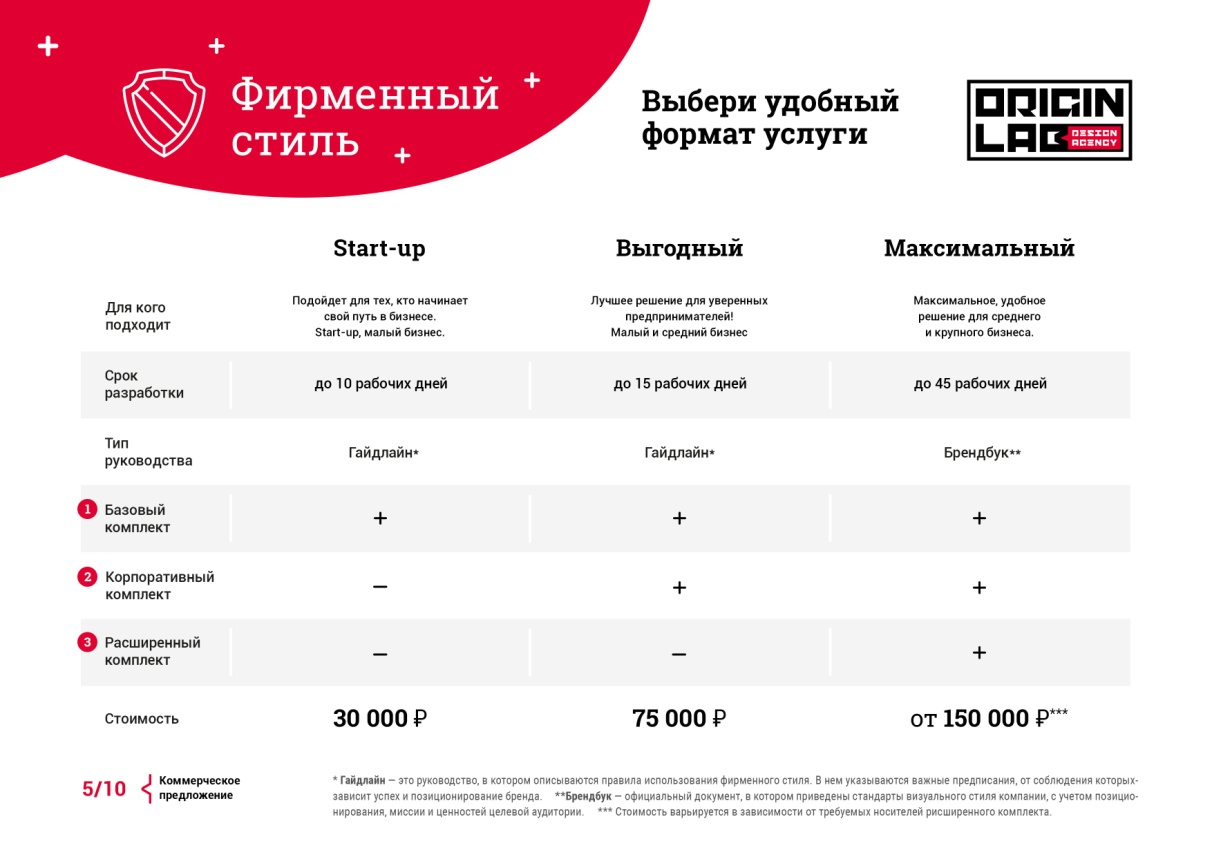 Фирменный
стиль
Выбери удобный
формат услуги
ORIGIN
LAB DESIGN
AGENCY
Start-up
Выгодный
Максимальный
Для кого
подходит
Подойдет для тех, кто начинает
свой путь в бизнесе.
Start-up, малый бизнес.
Лучшее решение для уверенных
предпринимателей!
Малый и средний бизнес
Максимальное, удобное
решение для среднего
и крупного бизнеса.
Срок
разработки
до 10 рабочих дней
до 15 рабочих дней
до 45 рабочих дней
Тип
руководства
Гайдлайн*
Гайдлайн*
Брендбук**
1 Базовый
комплект
+
+
+
2 Корпоративный
комплект
–
+
+
3 Расширенный
комплект
–
–
+
Стоимость
30 000 ₽
75 000 ₽
от 150 000 ₽***
5/10
Коммерческое
предложение
* Гайдлайн — это руководство, в котором описываются правила использования фирменного стиля. В нем указываются важные предписания, от соблюдения которых-
зависит успех и позиционирование бренда. **Брендбук — официальный документ, в котором приведены стандарты визуального стиля компании, с учетом позицио-
нирования, миссии и ценностей целевой аудитории. *** Стоимость варьируется в зависимости от требуемых носителей рисширенного комплекта.